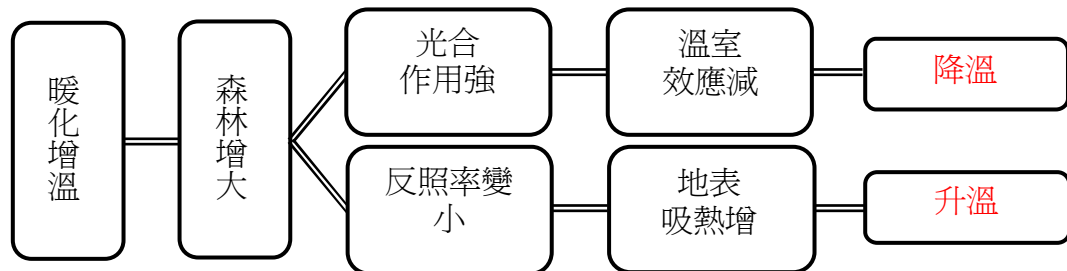 暖化增溫
森林增大
光合
作用強
溫室
效應減
降溫
反照率變
小
地表
吸熱增
升溫